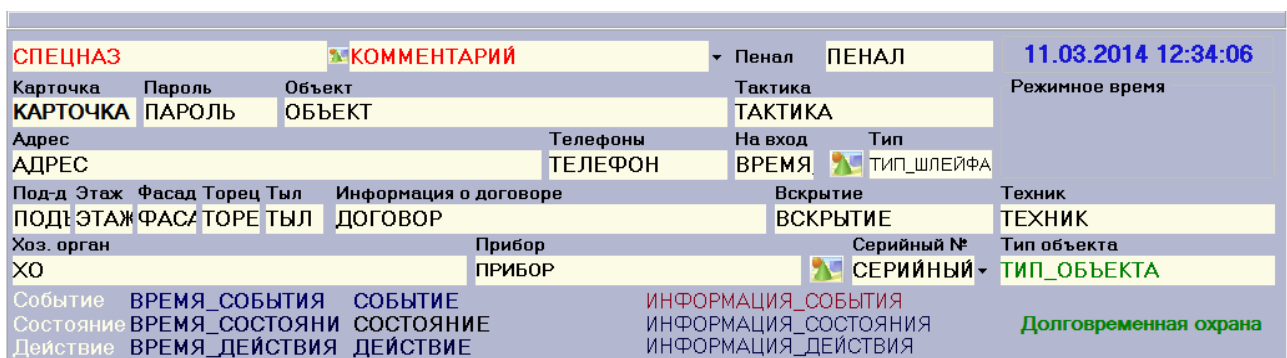 СПЕЦНАЗ КОММЕНТАРИЙ Пенал ПЕНАЛ 11.03.2014 12:34:06
Карточка Пароль Объект Тактика Режимное время
КАРТОЧКА ПАРОЛЬ ОБЪЕКТ ТАКТИКА
Адрес Телефоны На вход Тип
АДРЕС ТЕЛЕФОН ВРЕМЯ ТИП_ШЛЕЙФА
Под-д Этаж Фасад Торец Тыл Информация о договоре Вскрытие Техник
ПОДЪ ЭТАЖ ФАСА ТОРЕ ТЫЛ ДОГОВОР ВСКРЫТИЕ ТЕХНИК
Хоз. орган Прибор Серийный № Тип объекта
ХО ПРИБОР СЕРИЙНЫЙ ТИП_ОБЪЕКТА
Событие ВРЕМЯ_СОБЫТИЯ СОБЫТИЕ ИНФОРМАЦИЯ_СОБЫТИЯ
Состояние ВРЕМЯ_СОСТОЯНИ СОСТОЯНИЕ ИНФОРМАЦИЯ_СОСТОЯНИЯ Долговременная охрана
Действие ВРЕМЯ_ДЕЙСТВИЯ ДЕЙСТВИЕ ИНФОРМАЦИЯ_ДЕЙСТВИЯ